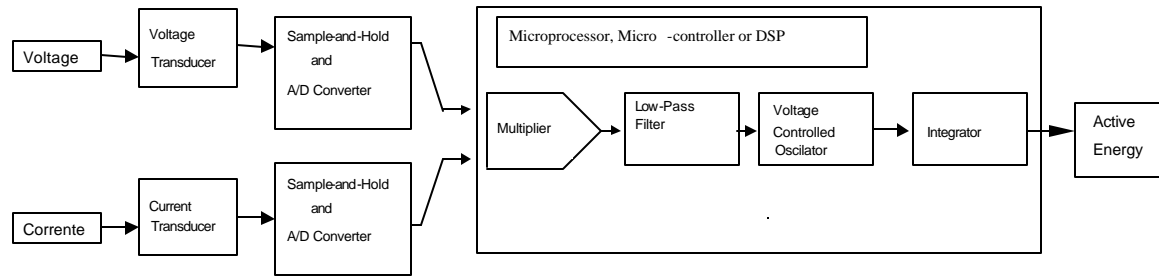 Voltage
Voltage
Transducer
Sample-and-Hold
and
A/D Converter
Corrente
Current
Transducer
Sample-and-Hold
and
A/D Converter
Microprocessor, Micro -controller or DSP
Multiplier
Low-Pass
Filter
Voltage
Controlled
Oscilator
Integrator
Active
Energy